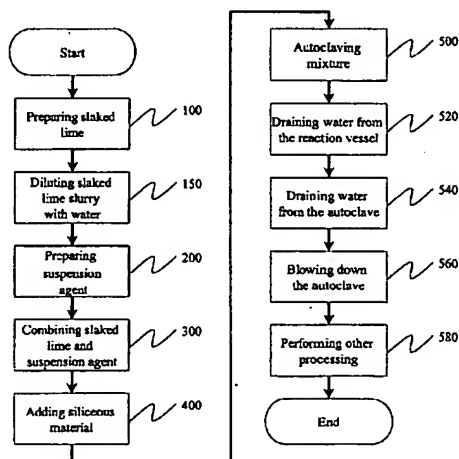 Start
Preparing slaked
lime
100
Diluting slaked
lime slurry
with water
150
Preparing
suspension
agent
200
Combining slaked
lime and
suspension agent
300
Adding siliceous
material
400
Autoclaving
mixture
500
Draining water from
the reaction vessel
520
Draining water
from the autoclave
540
Blowing down
the autoclave
560
Performing other
processing
580
End